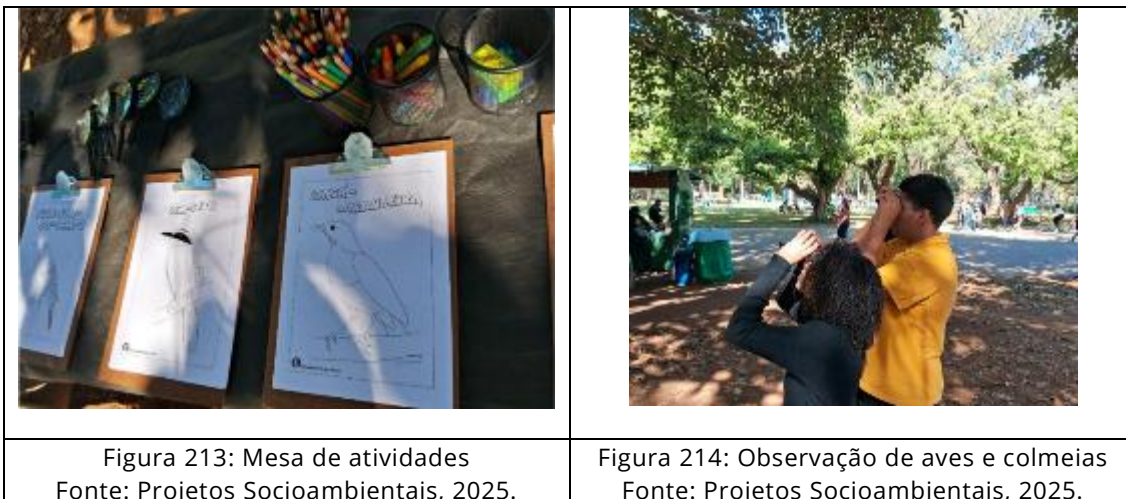 Figura 213: Mesa de atividades
Fonte: Projetos Socioambientais, 2025.
Figura 214: Observação de aves e colmeias
Fonte: Projetos Socioambientais, 2025.